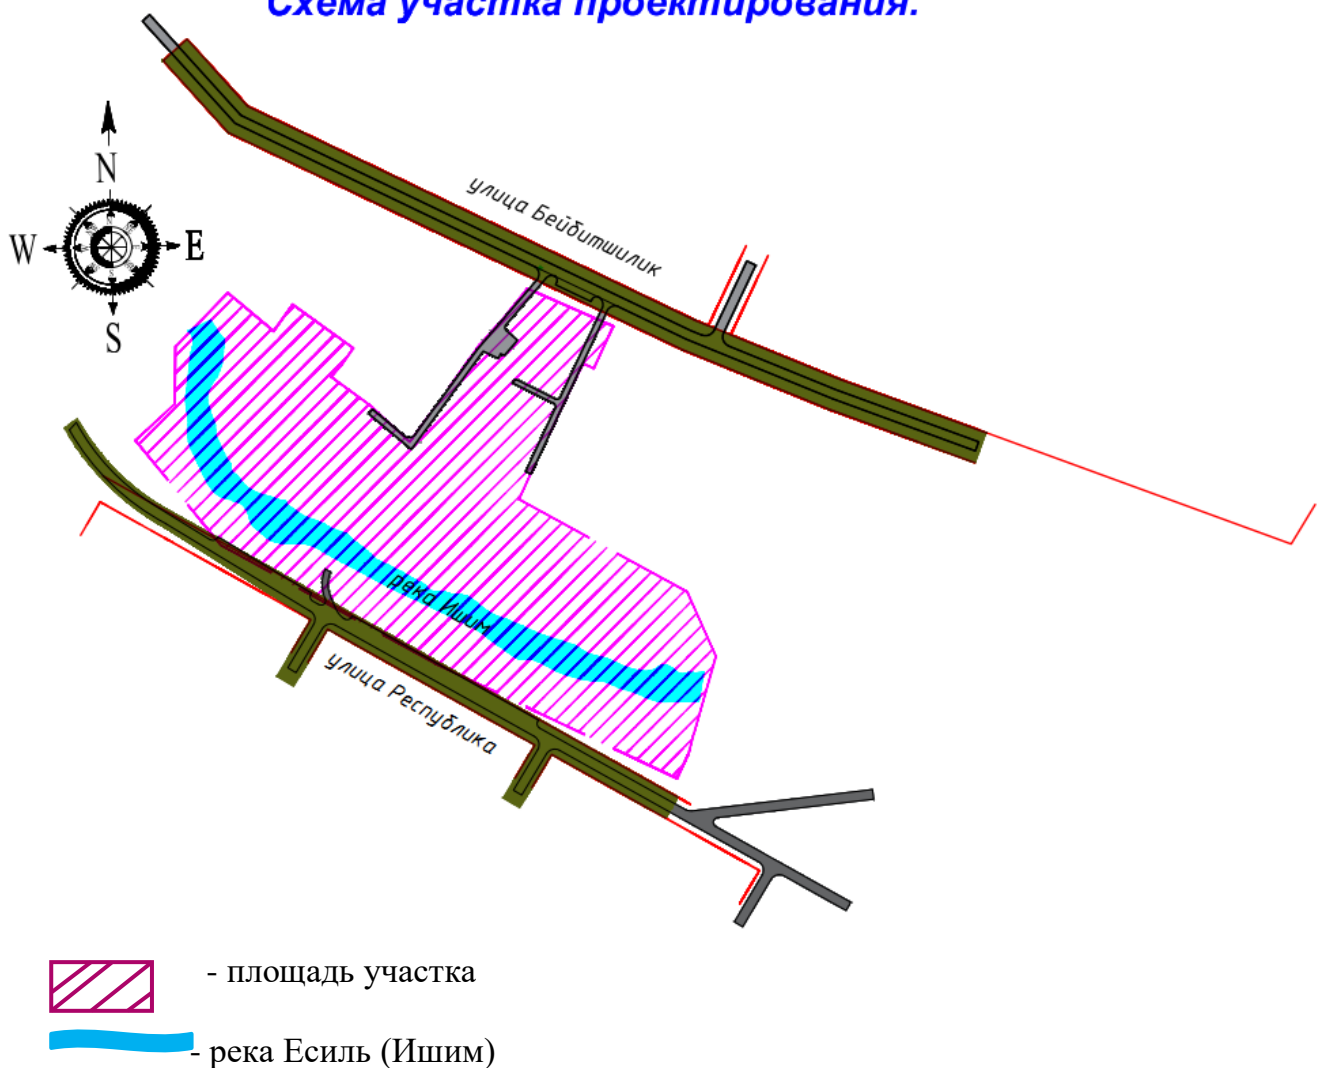 Схема участка проектирования.
улица Бейбитшилик
N
W
E
S
река Ишим
улица Республика
- площадь участка
- река Есиль (Ишим)